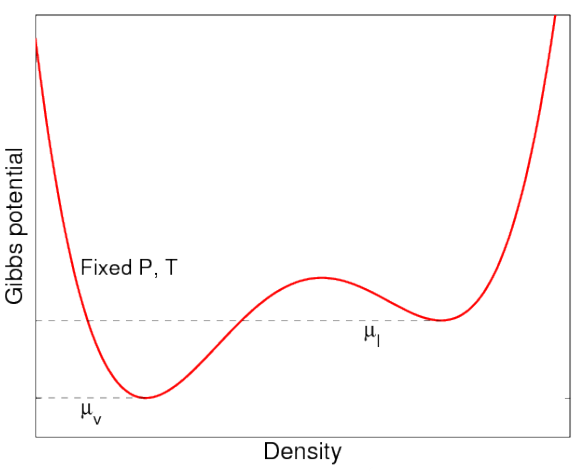 Gibbs potential
Fixed P, T
μl
μv
Density